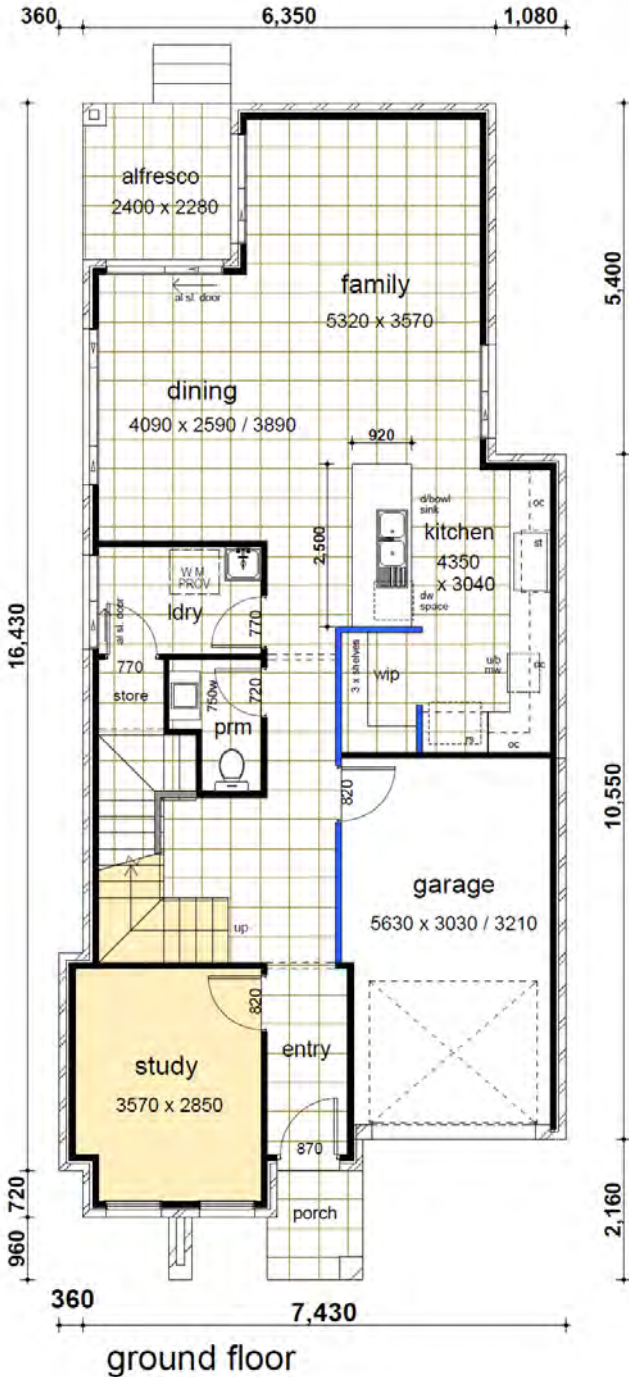 360 6,350 1,080
alfresco
2400 x 2280
al sl. door
family
5320 x 3570
5,400
dining
4090 x 2590 / 3890
920
d/bowl
sink
oc
kitchen
4350
x 3040
st
2,500
W M
PROV
dw
space
ldry
al sl. door
770
16,430
770
store
750w
720
prm
3 x shelves
wip
u/b
mw
oc
rs
oc
820
10,550
garage
5630 x 3030 / 3210
up
820
entry
study
3570 x 2850
870
720
porch
960
2,160
360
7,430
ground floor